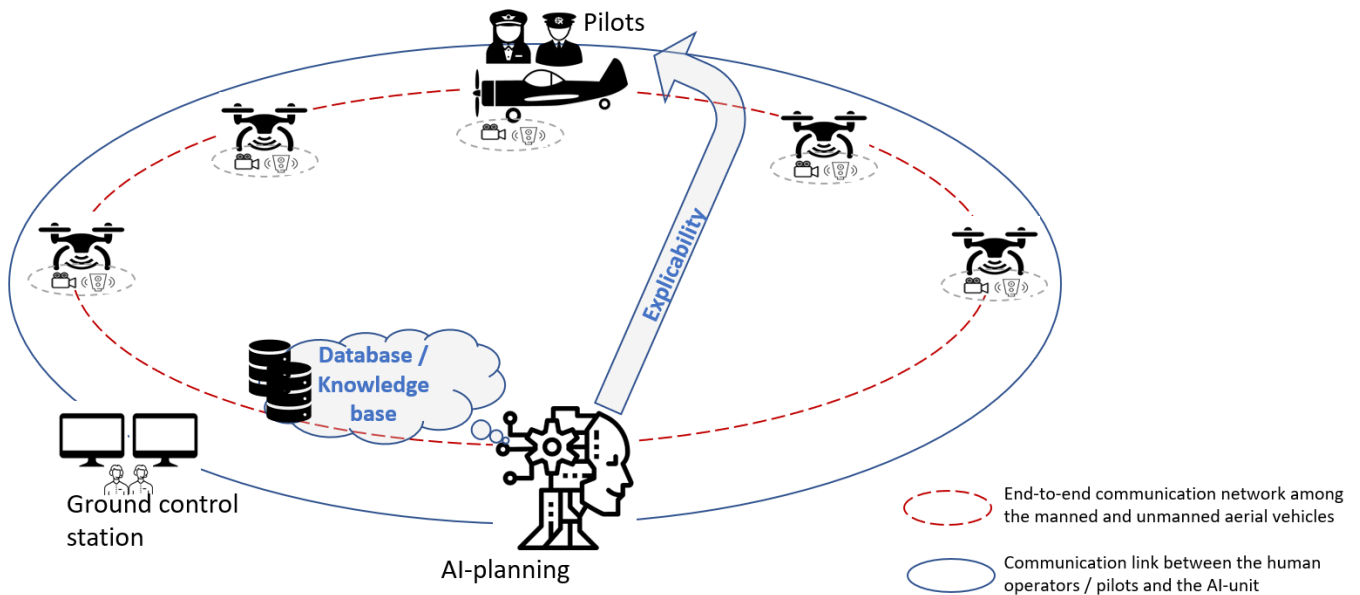 Pilots
Explicability
Database /
Knowledge
base
Ground control
station
AI-planning
End-to-end communication network among
the manned and unmanned aerial vehicles
Communication link between the human
operators / pilots and the AI-unit